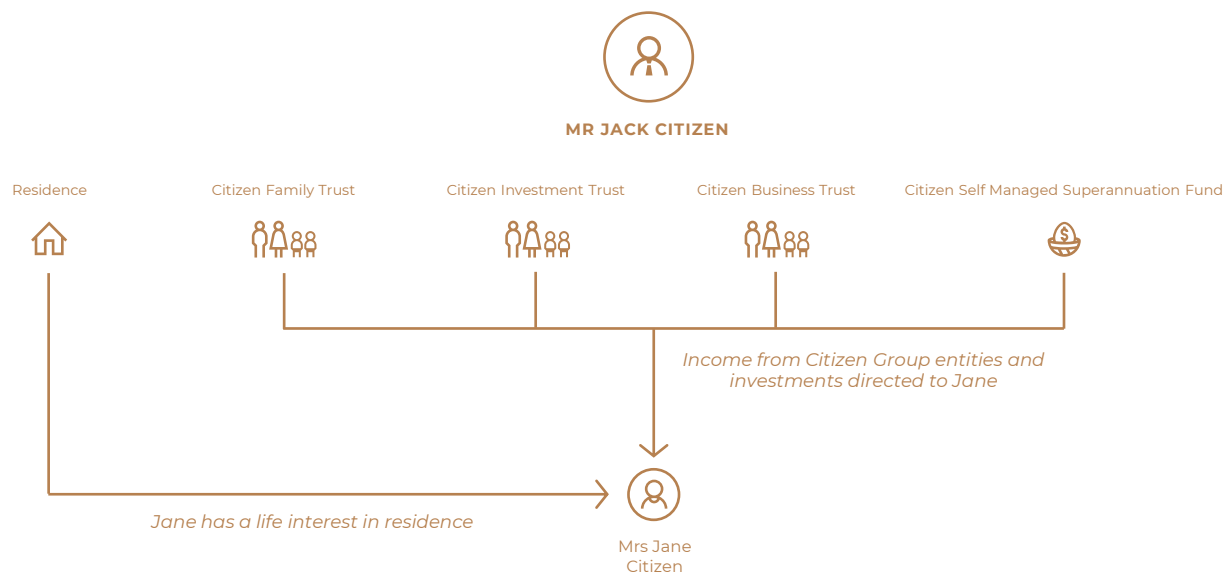 MR JACK CITIZEN
Residence
Citizen Family Trust
Citizen Investment Trust
Citizen Business Trust
Citizen Self Managed Superannuation Fund
$
Income from Citizen Group entities and
investments directed to Jane
Jane has a life interest in residence
Mrs Jane
Citizen